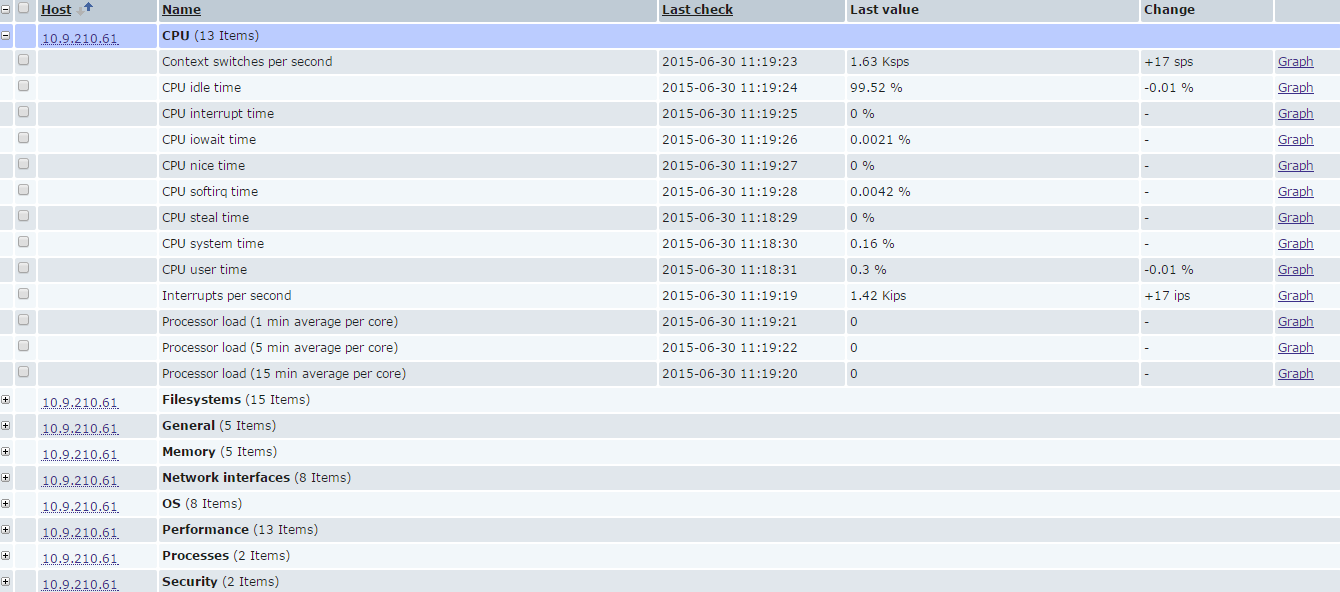 Host Name Last check Last value Change
10.9.210.61 CPU (13 Items)
Context switches per second 2015-06-30 11:19:23 1.63 Ksps +17 sps Graph
CPU idle time 2015-06-30 11:19:24 99.52 % -0.01 % Graph
CPU interrupt time 2015-06-30 11:19:25 0 % - Graph
CPU iowait time 2015-06-30 11:19:26 0.0021 % - Graph
CPU nice time 2015-06-30 11:19:27 0 % - Graph
CPU softirq time 2015-06-30 11:19:28 0.0042 % - Graph
CPU steal time 2015-06-30 11:18:29 0 % - Graph
CPU system time 2015-06-30 11:18:30 0.16 % - Graph
CPU user time 2015-06-30 11:18:31 0.3 % -0.01 % Graph
Interrupts per second 2015-06-30 11:19:19 1.42 Kips +17 ips Graph
Processor load (1 min average per core) 2015-06-30 11:19:21 0 - Graph
Processor load (5 min average per core) 2015-06-30 11:19:22 0 - Graph
Processor load (15 min average per core) 2015-06-30 11:19:20 0 - Graph
10.9.210.61 Filesystems (15 Items)
10.9.210.61 General (5 Items)
10.9.210.61 Memory (5 Items)
10.9.210.61 Network interfaces (8 Items)
10.9.210.61 OS (8 Items)
10.9.210.61 Performance (13 Items)
10.9.210.61 Processes (2 Items)
10.9.210.61 Security (2 Items)